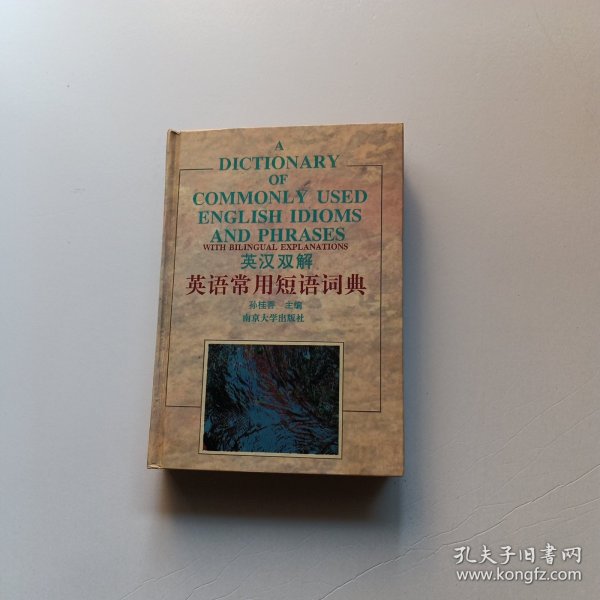 A
DICTIONARY
OF
COMMONLY USED
ENGLISH IDIOMS
AND PHRASES
WITH BILINGUAL EXPLANATIONS
英汉双解
英语常用短语词典
孙桂香 主编
南京大学出版社
孔夫子旧书网
www.kongfz.com